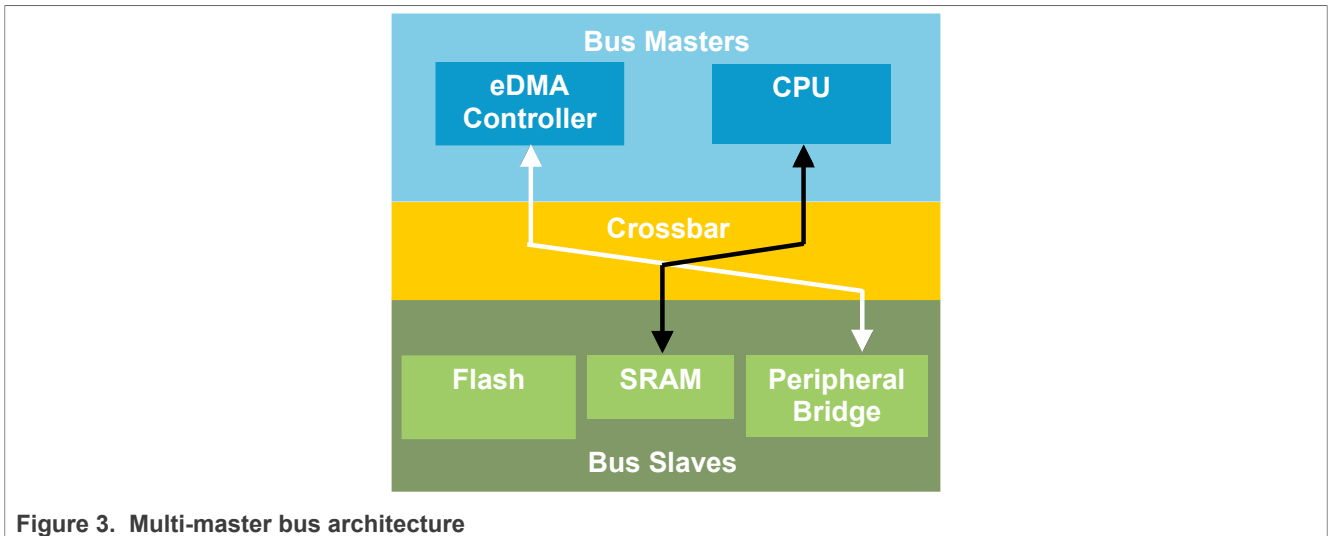 Bus Masters
eDMA
Controller
CPU
Crossbar
Flash
SRAM
Peripheral
Bridge
Bus Slaves
Figure 3. Multi-master bus architecture